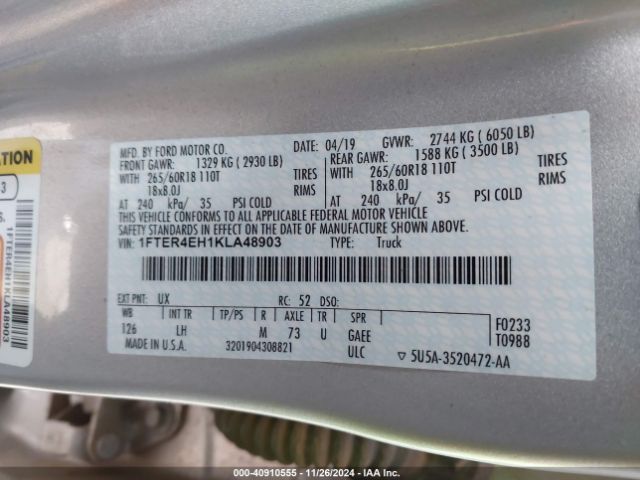 MFD. BY FORD MOTOR CO.
DATE: 04/19 GVWR: 2744 KG ( 6050 LB)
FRONT GAWR: 1329 KG ( 2930 LB)
REAR GAWR: 1588 KG ( 3500 LB)
WITH 265/60R18 110T TIRES
WITH 265/60R18 110T TIRES
18x8.0J RIMS
18x8.0J RIMS
AT 240 kPa/ 35 PSI COLD
AT 240 kPa/ 35 PSI COLD
THIS VEHICLE CONFORMS TO ALL APPLICABLE FEDERAL MOTOR VEHICLE
SAFETY STANDARDS IN EFFECT ON THE DATE OF MANUFACTURE SHOWN ABOVE.
VIN: 1FTER4EH1KLA48903 TYPE: Truck
EXT PNT: UX RC: 52 DSO:
WB INT TR TP/PS R AXLE TR SPR
126 LH M 73 U GAEE
F0233
T0988
MADE IN U.S.A. 3201904308821 ULC
5U5A-3520472-AA
1FTER4EH1KLA48903
000-40910555 - 11/26/2024 - IAA Inc.